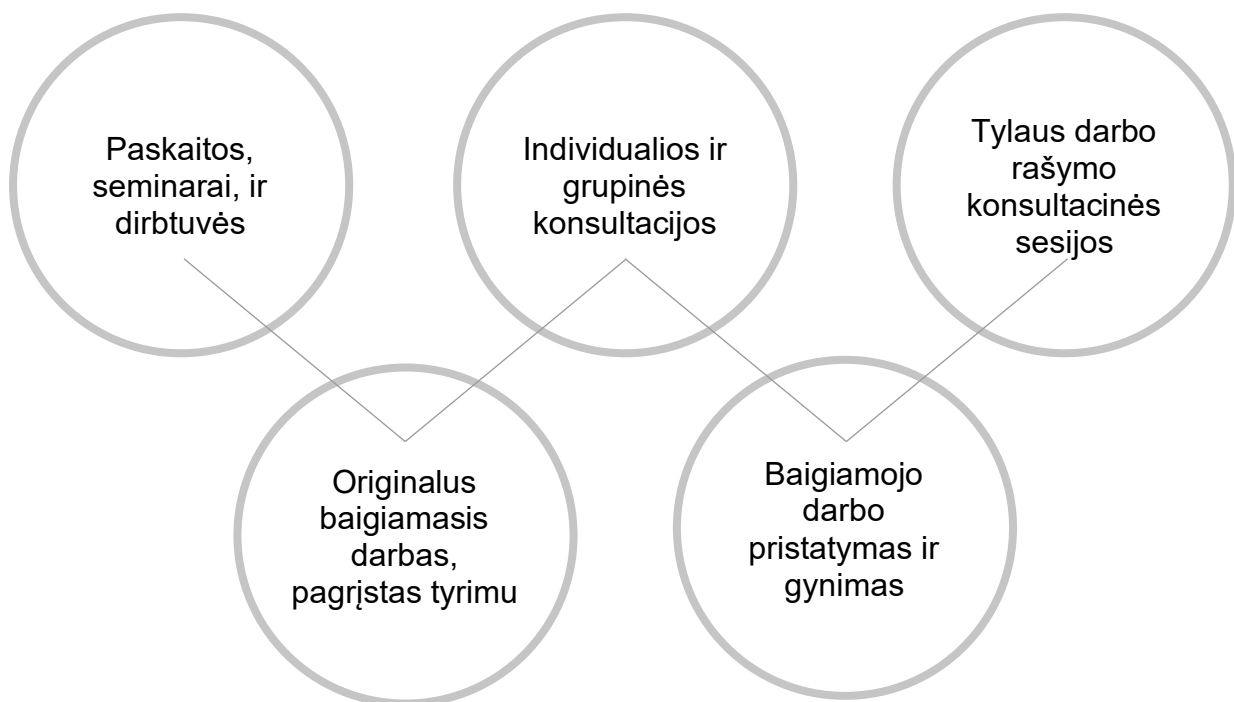 Paskaitos,
seminarai, ir
dirbtuvės
Individualios ir
grupinės
konsultacijos
Tylaus darbo
rašymo
konsultacinės
sesijos
Originalus
baigiamasis
darbas,
pagrįstas tyrimu
Baigiamojo
darbo
pristatymas ir
gynimas